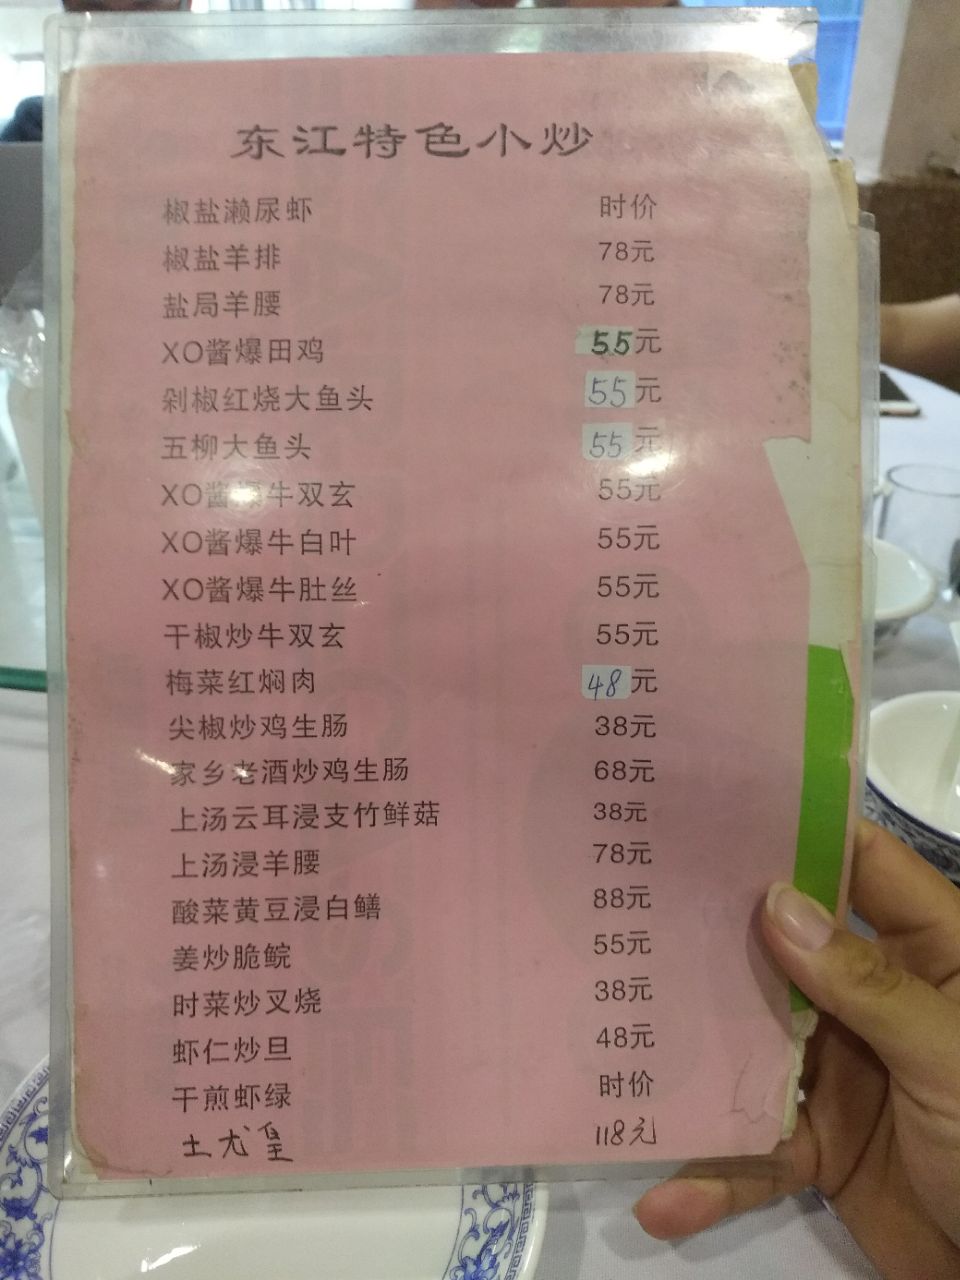 东江特色小炒
椒盐濑尿虾 时价
椒盐羊排 78元
盐局羊腰 78元
XO酱爆田鸡 55元
剁椒红烧大鱼头 55元
五柳大鱼头 55元
XO酱爆牛双玄 55元
XO酱爆牛白叶 55元
XO酱爆牛肚丝 55元
干椒炒牛双玄 55元
梅菜红焖肉 48元
尖椒炒鸡生肠 38元
家乡老酒炒鸡生肠 68元
上汤云耳浸支竹鲜菇 38元
上汤浸羊腰 78元
酸菜黄豆浸白鳝 88元
姜炒脆鲩 55元
时菜炒叉烧 38元
虾仁炒旦 48元
干煎虾绿 时价
土尤皇 118元